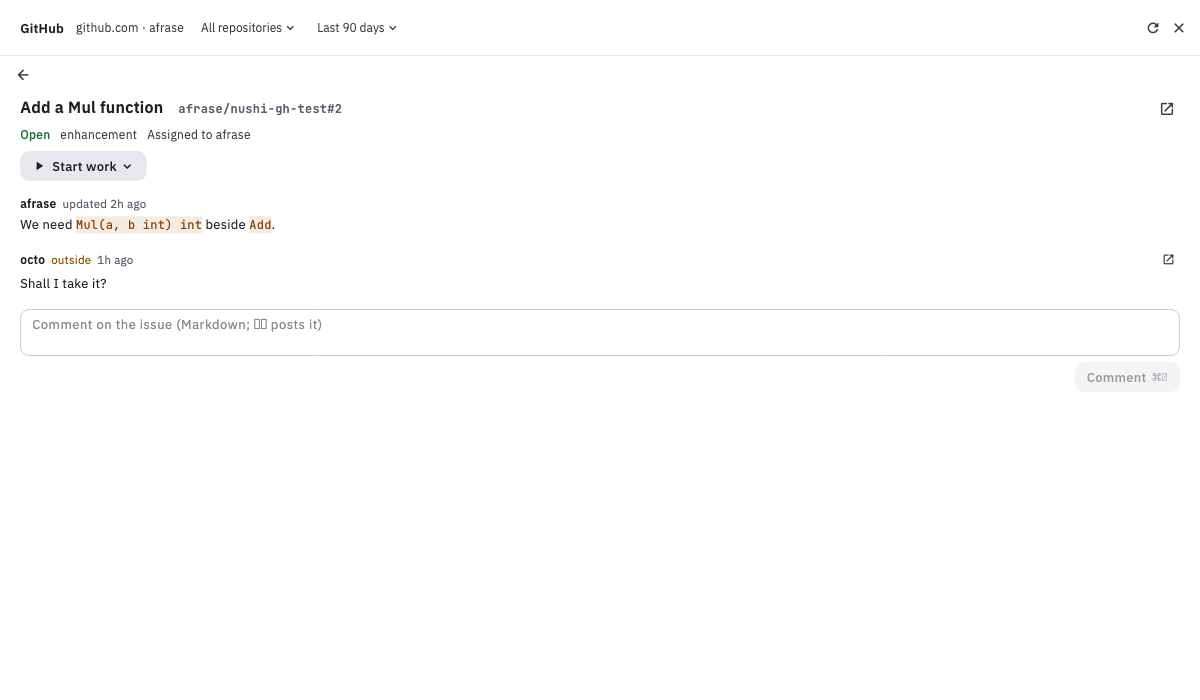 GitHub github.com · afrase All repositories Last 90 days
Add a Mul function afrase/nushi-gh-test#2
Open enhancement Assigned to afrase
Start work
afrase updated 2h ago
We need Mul(a, b int) int beside Add.
octo outside 1h ago
Shall I take it?
Comment on the issue (Markdown; posts it)
Comment ⌘